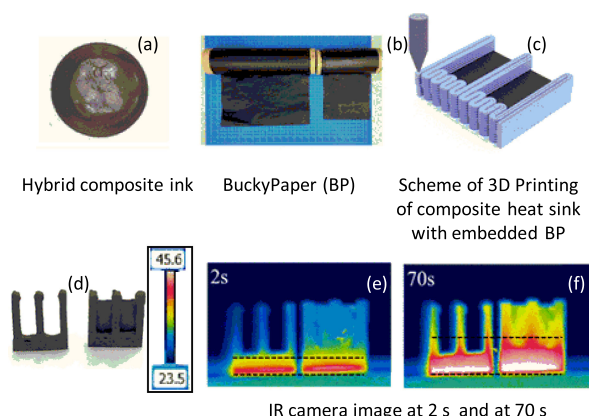 (a)
(b)
(c)
Hybrid composite ink
BuckyPaper (BP)
Scheme of 3D Printing
of composite heat sink
with embedded BP
(d)
45.6
23.5
2s
(e)
70s
(f)
IR camera image at 2 s and at 70 s